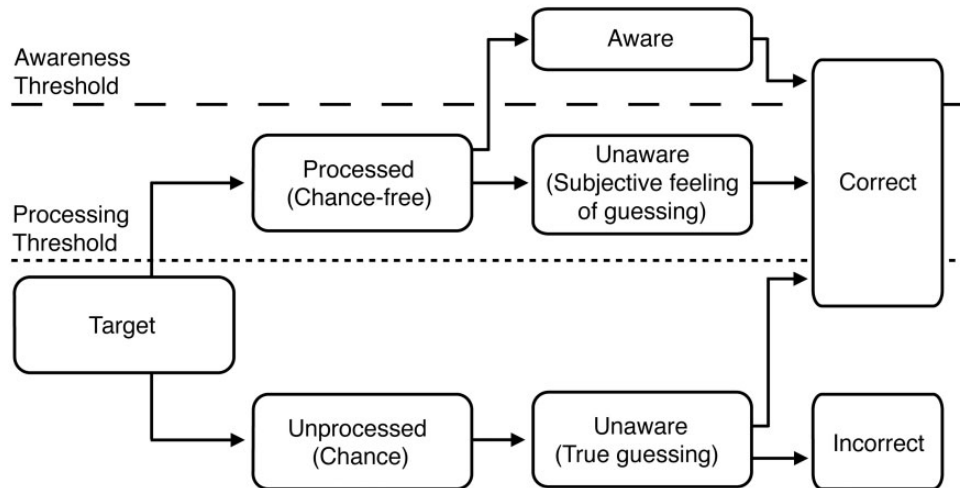 Awareness
Threshold
Aware
Processed
(Chance-free)
Unaware
(Subjective feeling
of guessing)
Correct
Processing
Threshold
Target
Unprocessed
(Chance)
Unaware
(True guessing)
Incorrect